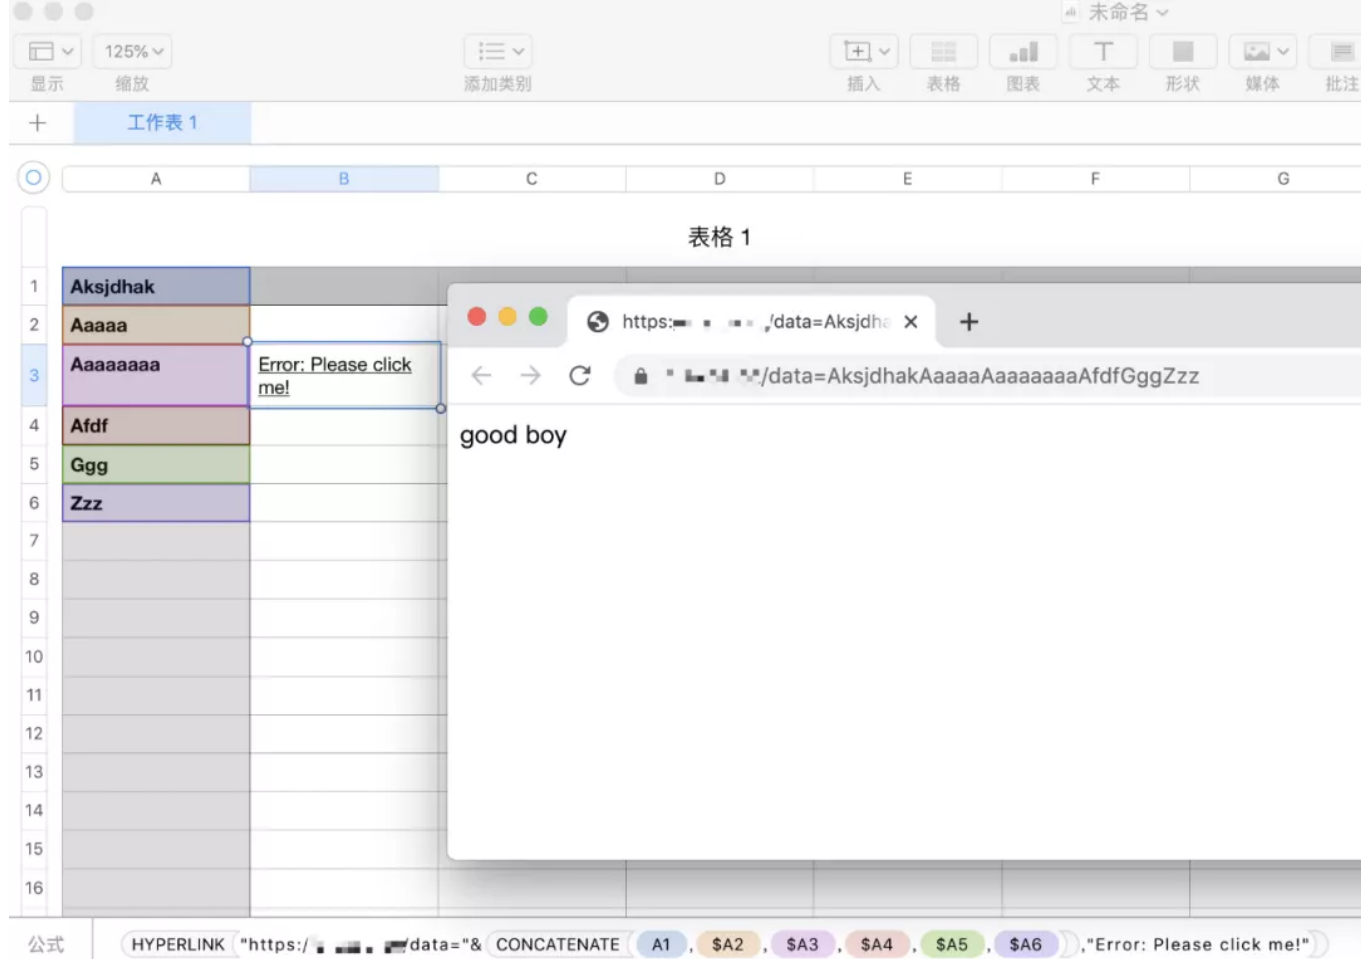 未命名
125%
显示
缩放
添加类别
插入
表格
图表
文本
形状
媒体
批注
工作表 1
A
B
C
D
E
F
G
表格 1
1
Aksjdhak
2
Aaaaa
3
Aaaaaaaa
Error: Please click
me!
4
Afdf
5
Ggg
6
Zzz
7
8
9
10
11
12
13
14
15
16
https: /data=Aksjdha
/data=AksjdhakAaaaaAaaaaaaaAfdfGggZzz
good boy
公式
HYPERLINK "https:/ /data="& CONCATENATE A1 , $A2 , $A3 , $A4 , $A5 , $A6 ,"Error: Please click me!"